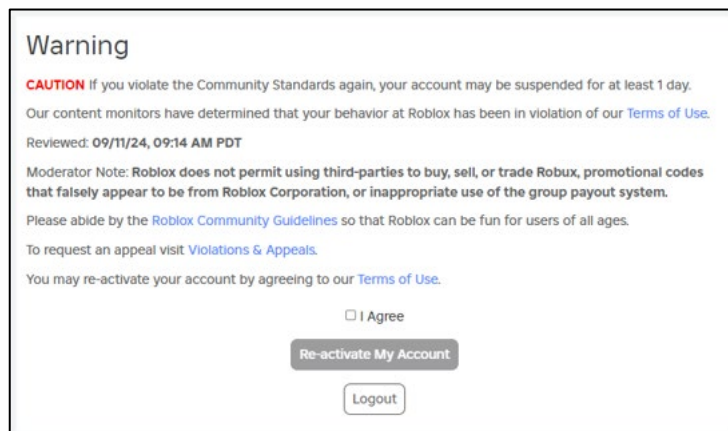 Warning
CAUTION If you violate the Community Standards again, your account may be suspended for at least 1 day.
Our content monitors have determined that your behavior at Roblox has been in violation of our Terms of Use.
Reviewed: 09/11/24, 09:14 AM PDT
Moderator Note: Roblox does not permit using third-parties to buy, sell, or trade Robux, promotional codes
that falsely appear to be from Roblox Corporation, or inappropriate use of the group payout system.
Please abide by the Roblox Community Guidelines so that Roblox can be fun for users of all ages.
To request an appeal visit Violations & Appeals.
You may re-activate your account by agreeing to our Terms of Use.
I Agree
Re-activate My Account
Logout